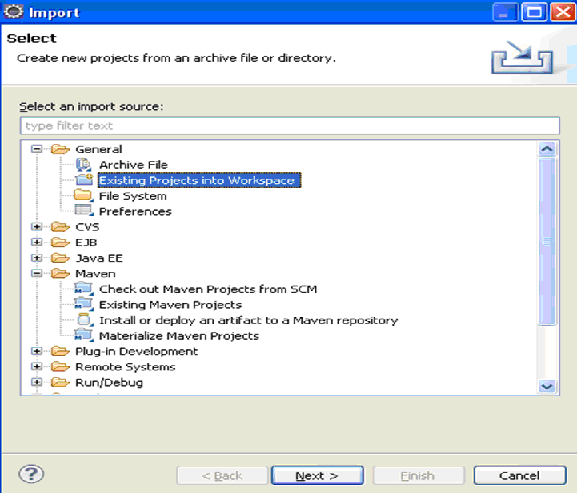 Import
Select
Create new projects from an archive file or directory.
Select an import source:
type filter text
General
Archive File
Existing Projects into Workspace
File System
Preferences
CVS
EJB
Java EE
Maven
Check out Maven Projects from SCM
Existing Maven Projects
Install or deploy an artifact to a Maven repository
Materialize Maven Projects
Plug-in Development
Remote Systems
Run/Debug
?
< Back
Next >
Finish
Cancel